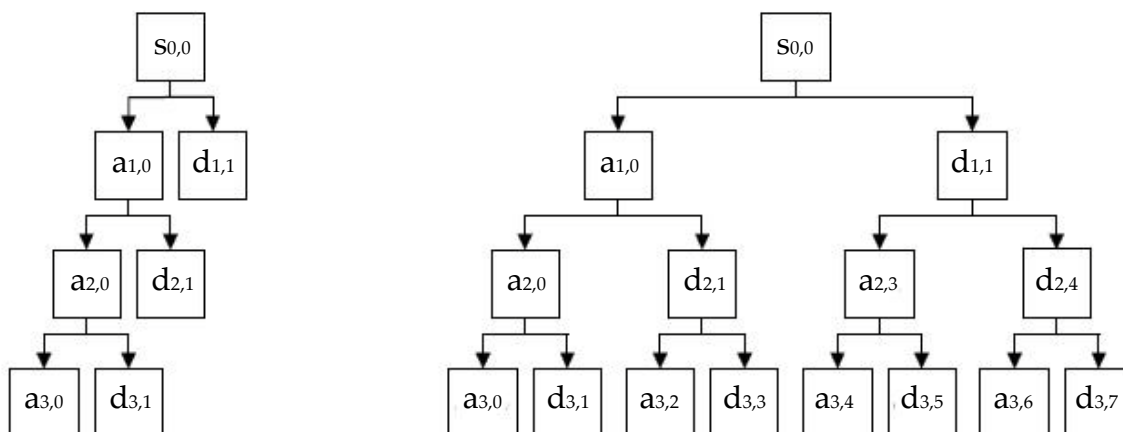 s0,0
a1,0 d1,1
a2,0 d2,1
a3,0 d3,1
s0,0
a1,0 d1,1
a2,0 d2,1 a2,3 d2,4
a3,0 d3,1 a3,2 d3,3 a3,4 d3,5 a3,6 d3,7